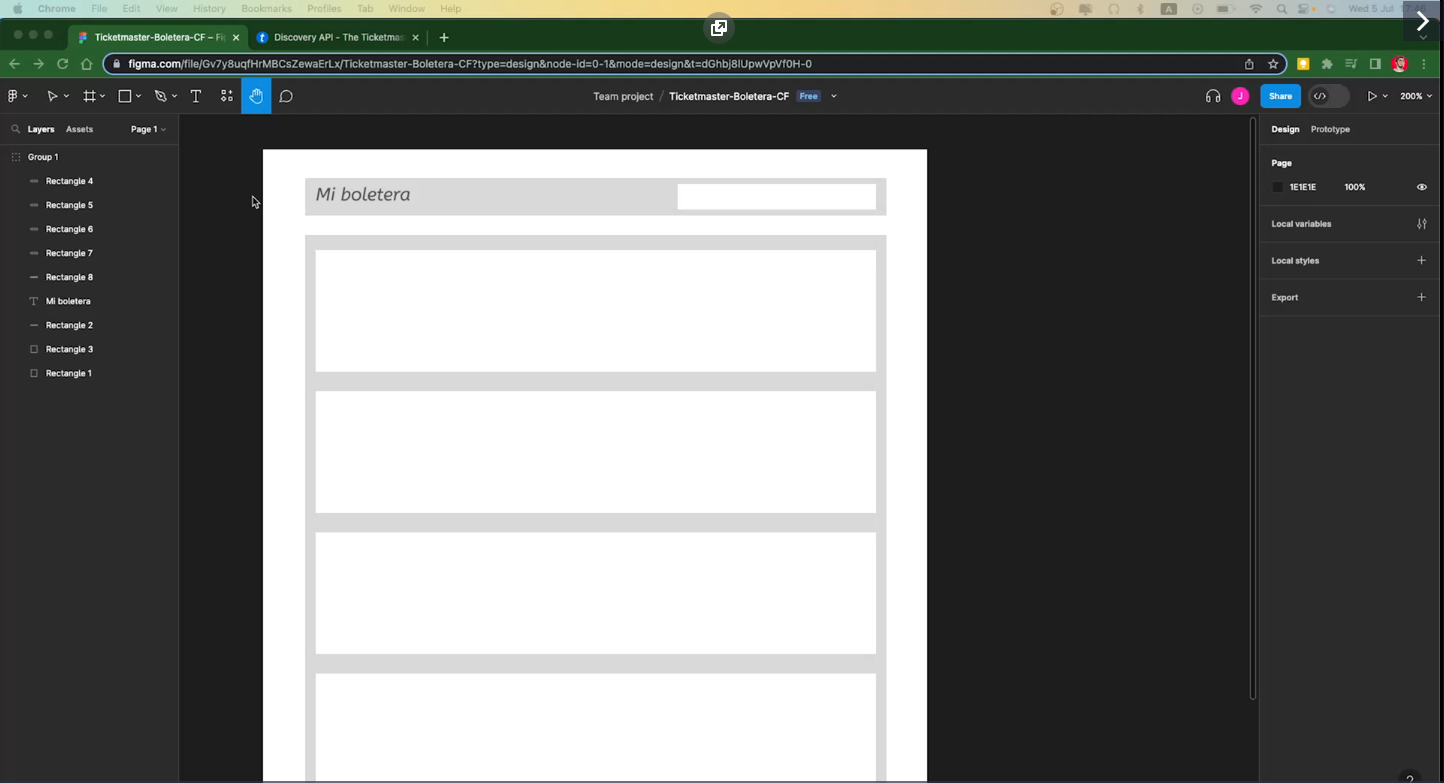 Chrome File Edit View History Bookmarks Profiles Tab Window Help
Wed 5 Jul
Ticketmaster-Boletera-CF – Fi
Discovery API - The Ticketmas
figma.com/file/Gv7y8uqfHrMBCsZewaErLx/Ticketmaster-Boletera-CF?type=design&node-id=0-1&mode=design&t=dGhbj8lUpwVpVf0H-0
Team project / Ticketmaster-Boletera-CF Free
J
Share
200%
Layers Assets Page 1
Design Prototype
Group 1
Rectangle 4
Rectangle 5
Rectangle 6
Rectangle 7
Rectangle 8
Mi boletera
Rectangle 2
Rectangle 3
Rectangle 1
Mi boletera
Page
1E1E1E 100%
Local variables
Local styles
Export